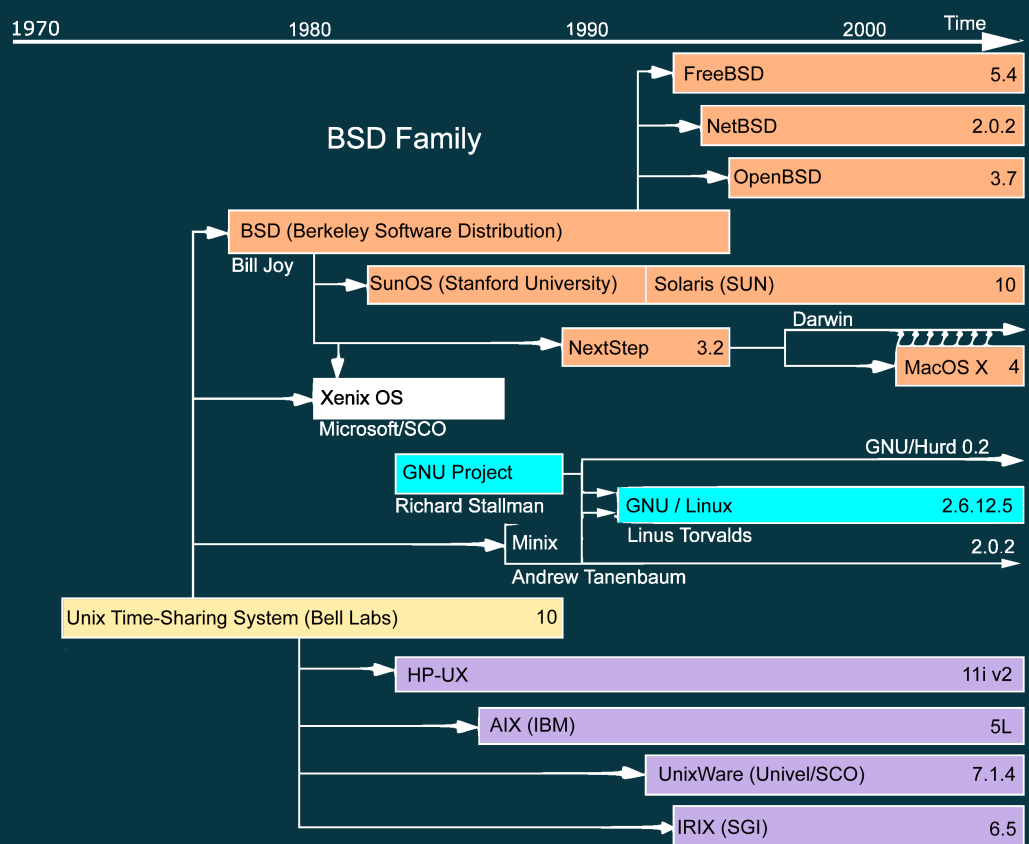 1970 1980 1990 2000 Time
FreeBSD 5.4
NetBSD 2.0.2
BSD Family
OpenBSD 3.7
BSD (Berkeley Software Distribution)
Bill Joy
SunOS (Stanford University) Solaris (SUN) 10
Darwin
NextStep 3.2
MacOS X 4
Xenix OS
Microsoft/SCO
GNU/Hurd 0.2
GNU Project
Richard Stallman
GNU / Linux 2.6.12.5
Linus Torvalds
Minix
2.0.2
Andrew Tanenbaum
Unix Time-Sharing System (Bell Labs) 10
HP-UX 11i v2
AIX (IBM) 5L
UnixWare (Univel/SCO) 7.1.4
IRIX (SGI) 6.5